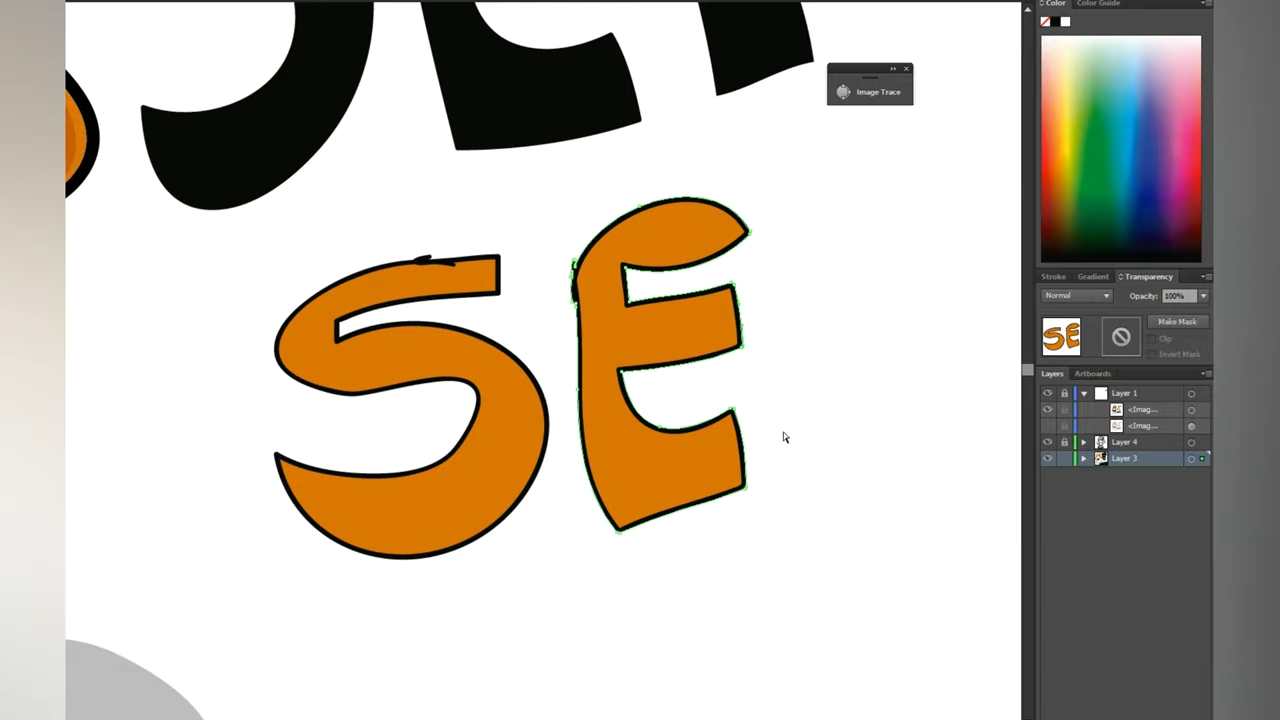 Color Color Guide
Image Trace
SE
Stroke Gradient Transparency
Normal Opacity: 100%
Make Mask
Clip
Invert Mask
Layers Artboards
Layer 1
<Imag...
<Imag...
Layer 4
Layer 3